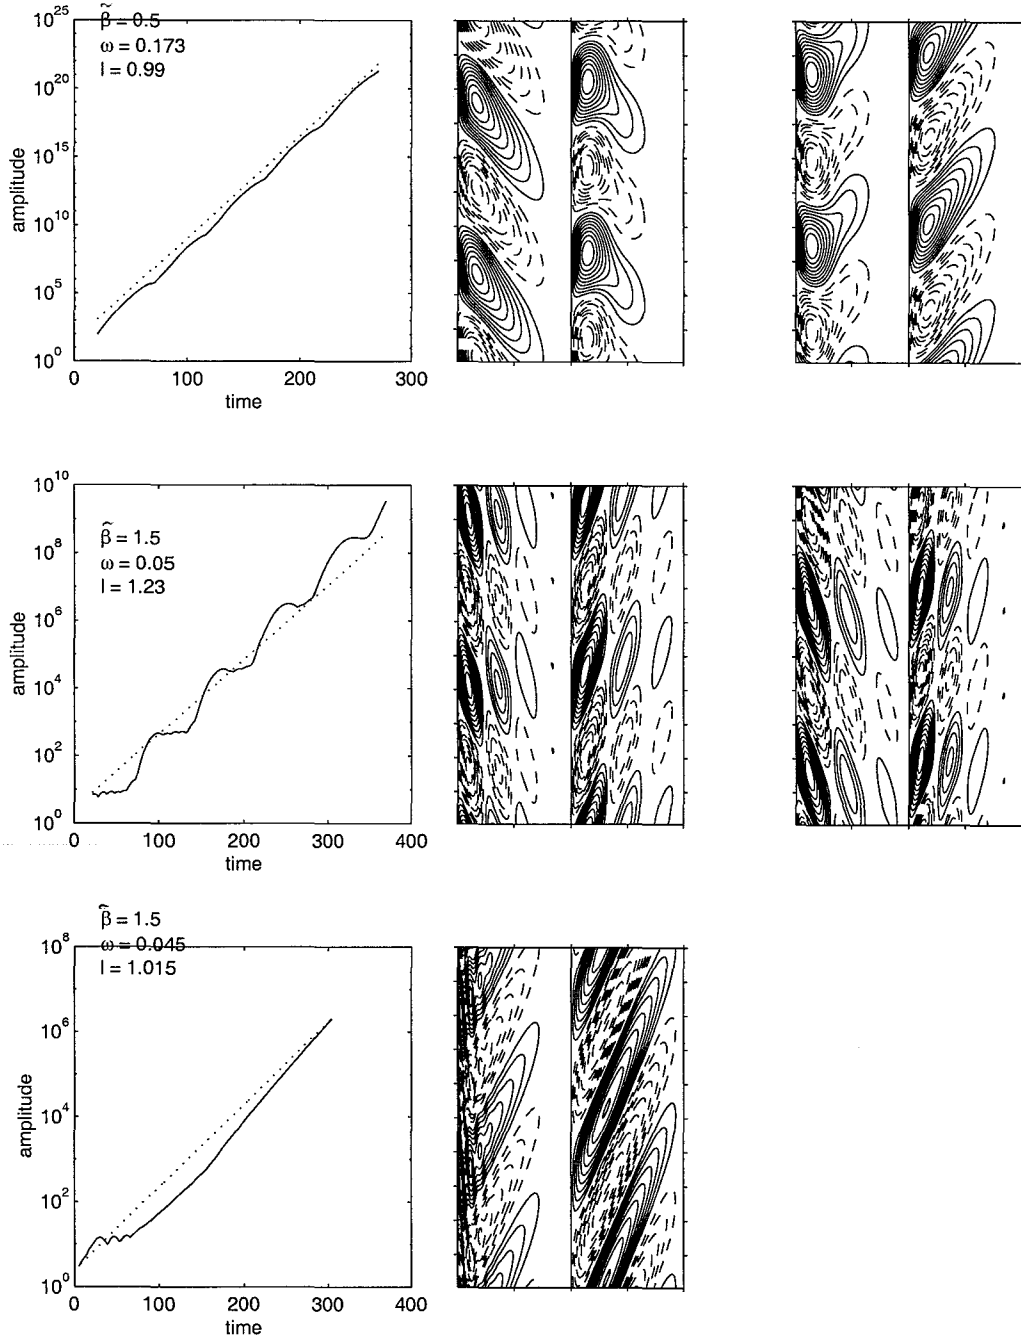 β̃ = 0.5
ω = 0.173
l = 0.99
10^25
10^20
10^15
10^10
10^5
10^0
amplitude
0 100 200 300
time
β̃ = 1.5
ω = 0.05
l = 1.23
10^10
10^8
10^6
10^4
10^2
10^0
amplitude
0 100 200 300 400
time
β̃ = 1.5
ω = 0.045
l = 1.015
10^8
10^6
10^4
10^2
10^0
amplitude
0 100 200 300 400
time